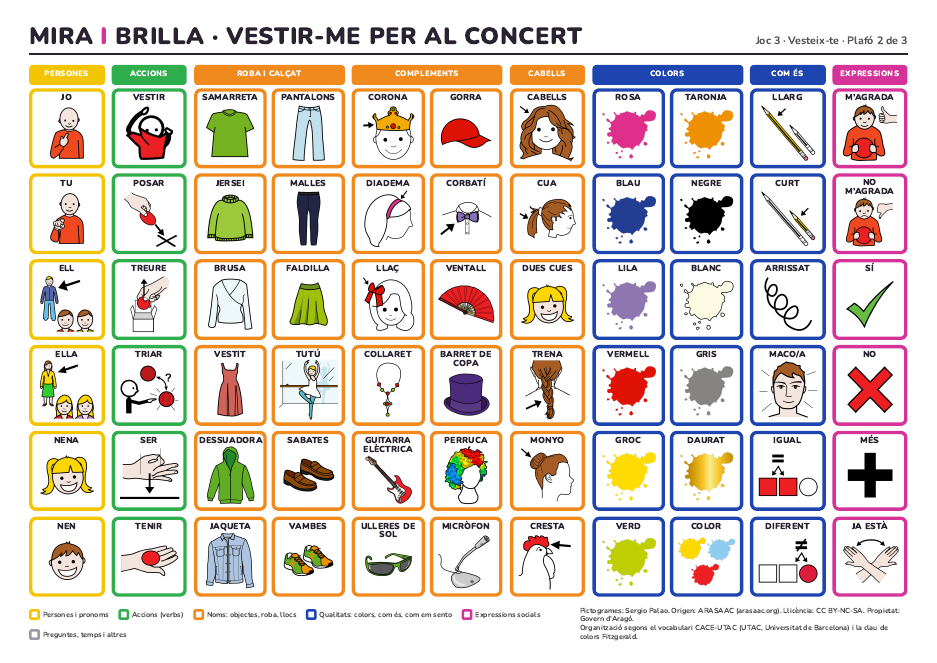 MIRA I BRILLA · VESTIR-ME PER AL CONCERT
Joc 3 · Vesteix-te · Plafó 2 de 3
PERSONES ACCIONS ROBA I CALÇAT COMPLEMENTS CABELLS COLORS COM ÉS EXPRESSIONS
JO VESTIR SAMARRETA PANTALONS CORONA GORRA CABELLS ROSA TARONJA LLARG M'AGRADA
TU POSAR JERSEI MALLES DIADEMA CORBATÍ CUA BLAU NEGRE CURT NO
M'AGRADA
ELL TREURE BRUSA FALDILLA LLAÇ VENTALL DUES CUES LILA BLANC ARRISSAT SÍ
?
ELLA TRIAR VESTIT TUTÚ COLLARET BARRET DE TRENA VERMELL GRIS MACO/A NO
COPA
NENA SER DESSUADORA SABATES GUITARRA PERRUCA MONYO GROC DAURAT IGUAL MÉS
ELÈCTRICA
NEN TENIR JAQUETA VAMBES ULLERES DE MICRÒFON CRESTA VERD COLOR DIFERENT JA ESTÀ
SOL
Persones i pronoms Accions (verbs) Noms: objectes, roba, llocs Qualitats: colors, com és, com em sento Expressions socials
Preguntes, temps i altres
Pictogrames: Sergio Palao. Origen: ARASAAC (arasaac.org). Llicència: CC BY-NC-SA. Propietat:
Govern d'Aragó.
Organització segons el vocabulari CACE-UTAC (UTAC, Universitat de Barcelona) i la clau de
colors Fitzgerald.